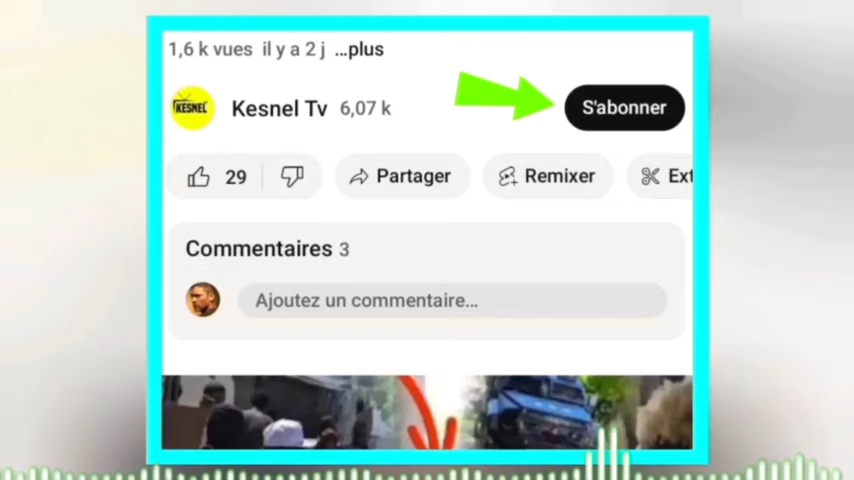 1,6 k vues il y a 2 j ...plus
KESNEL
Kesnel Tv 6,07 k
S'abonner
29
Partager
Remixer
Ext
Commentaires 3
Ajoutez un commentaire...